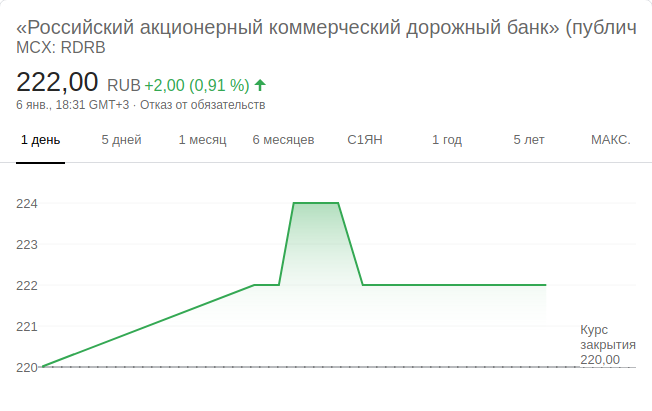 «Российский акционерный коммерческий дорожный банк» (публич
MCX: RDRB
222,00 RUB +2,00 (0,91 %)
6 янв., 18:31 GMT+3 · Отказ от обязательств
1 день 5 дней 1 месяц 6 месяцев С1ЯН 1 год 5 лет МАКС.
224
223
222
221
220
Курс
закрытия
220,00